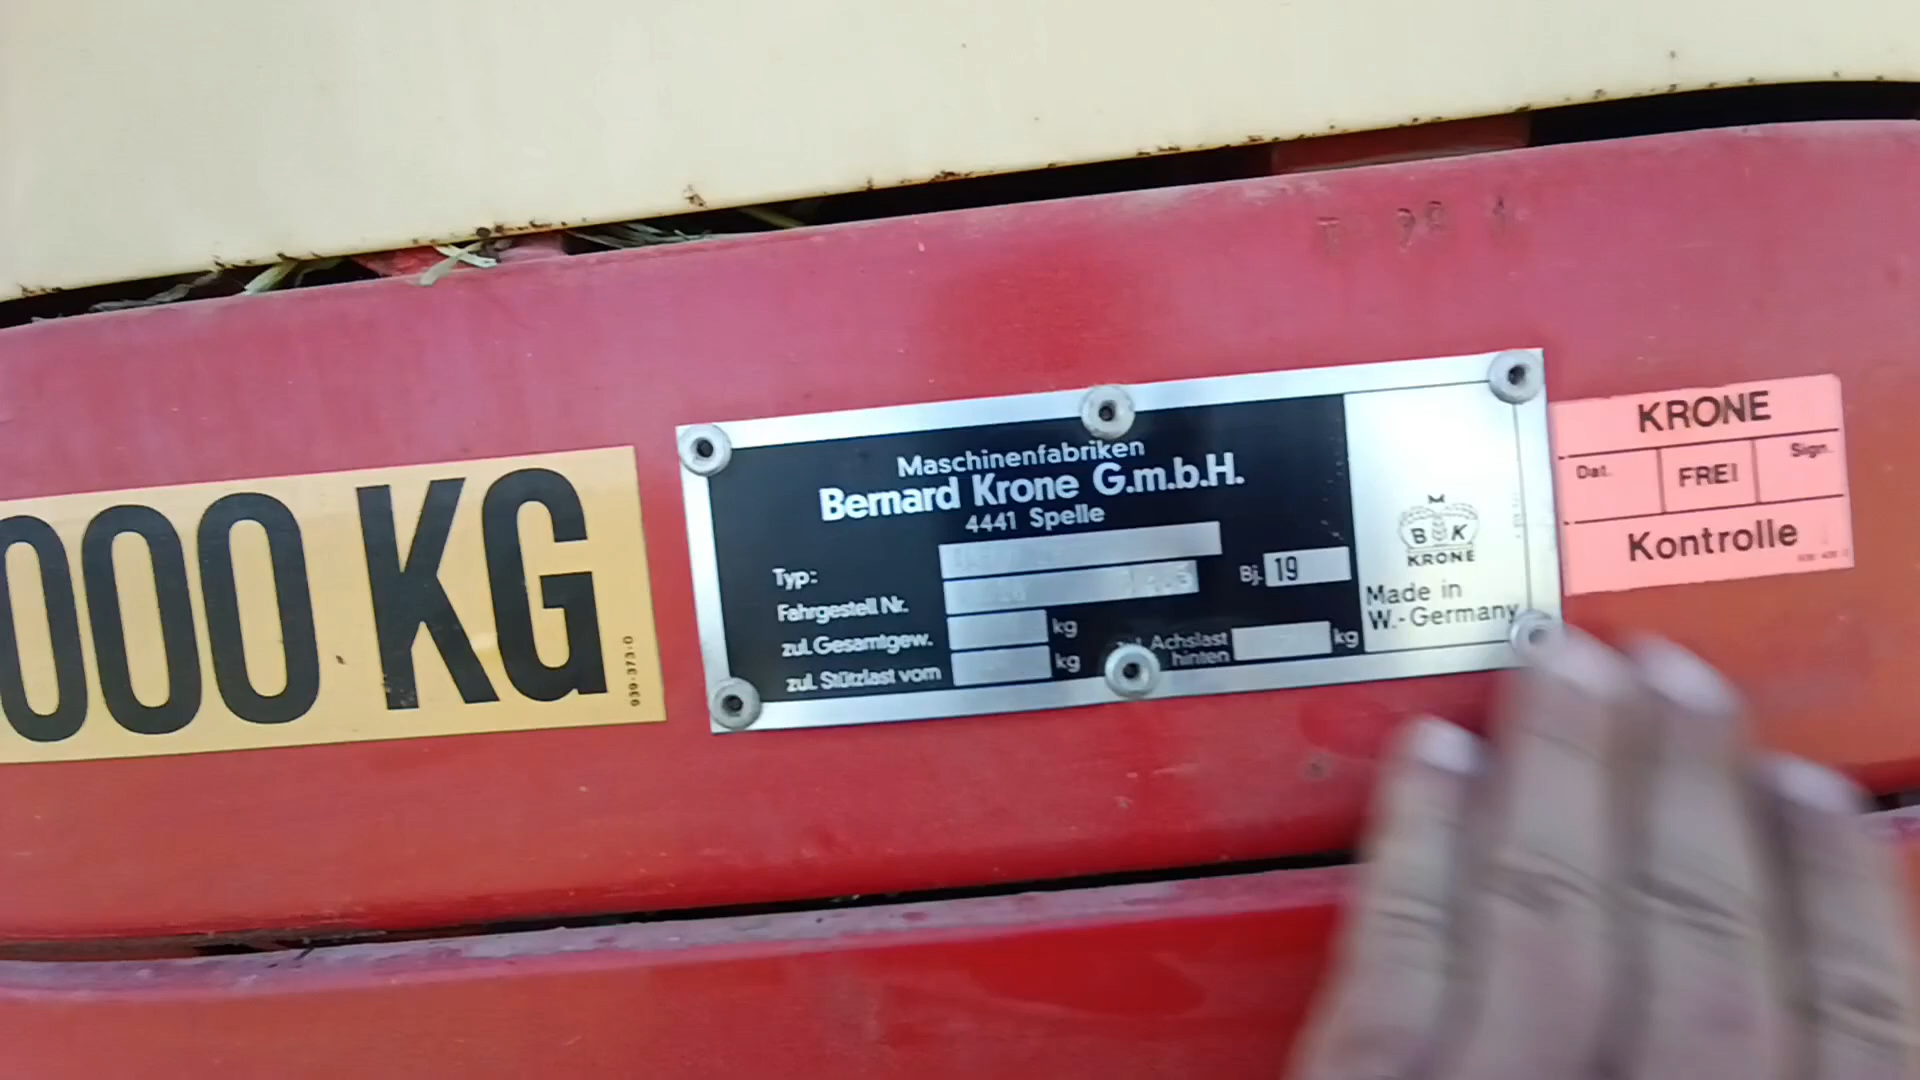 000 KG
939-373-0
Maschinenfabriken
Bernard Krone G.m.b.H.
4441 Spelle
Typ:
Fahrgestell Nr.
Bj. 19
zul. Gesamtgew. kg
zul. Stützlast vorn kg
zul. Achslast
hinten kg
M
B K
KRONE
Made in
W.-Germany
KRONE
Dat. FREI Sign.
Kontrolle